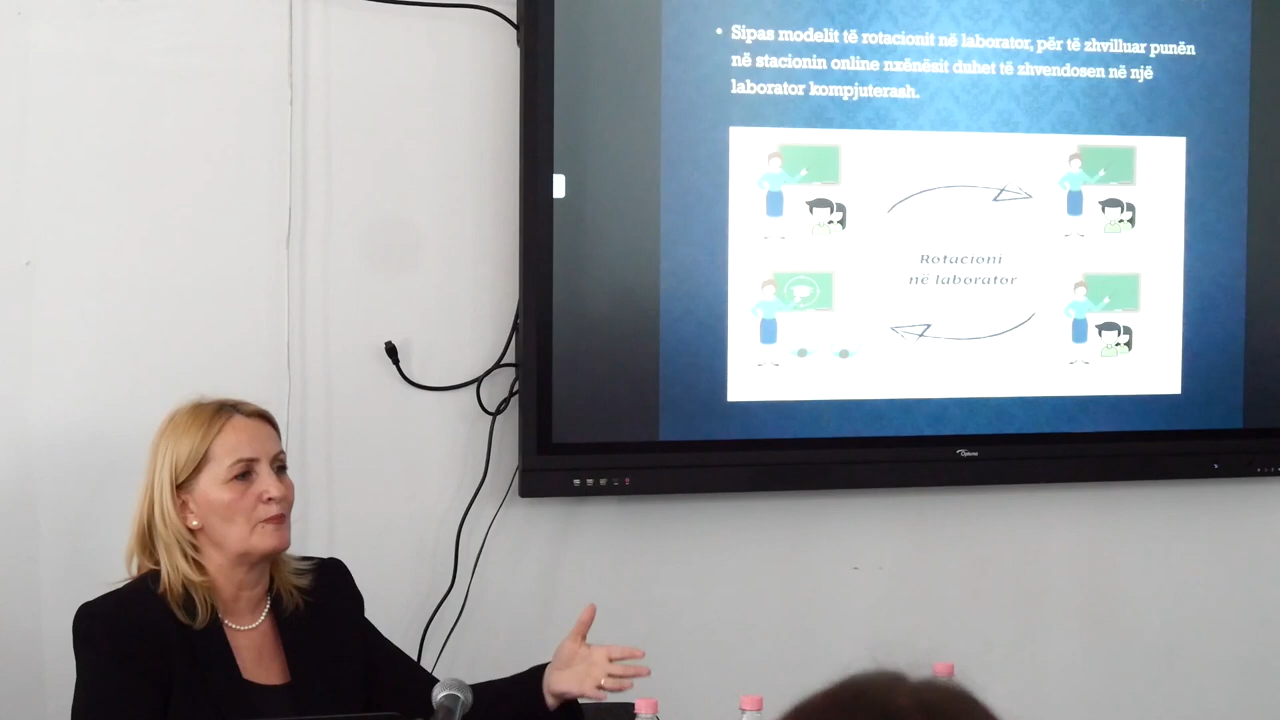 • Sipas modelit të rotacionit në laborator, për të zhvilluar punën
në stacionin online nxënësit duhet të zhvendosen në një
laborator kompjuterash.
Rotacioni
në laborator
Optoma